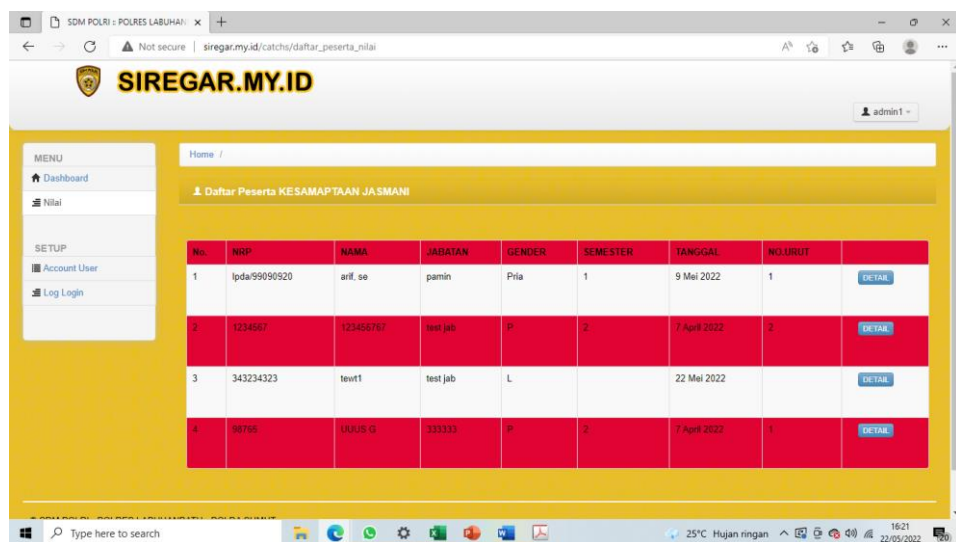 SDM POLRI : POLRES LABUHAN
Not secure | siregar.my.id/catchs/daftar_peserta_nilai
SIREGAR.MY.ID
admin1
MENU
Dashboard
Nilai
SETUP
Account User
Log Login
Home /
Daftar Peserta KESAMAPTAAN JASMANI
No. NRP NAMA JABATAN GENDER SEMESTER TANGGAL NO.URUT
1 Ipda/99090920 arif, se pamin Pria 1 9 Mei 2022 1 DETAIL
2 1234567 123456767 test jab P 2 7 April 2022 2 DETAIL
3 343234323 tewt1 test jab L 22 Mei 2022 DETAIL
4 98765 UUUS G 333333 P 2 7 April 2022 1 DETAIL
Type here to search
25°C Hujan ringan
16:21
22/05/2022
20